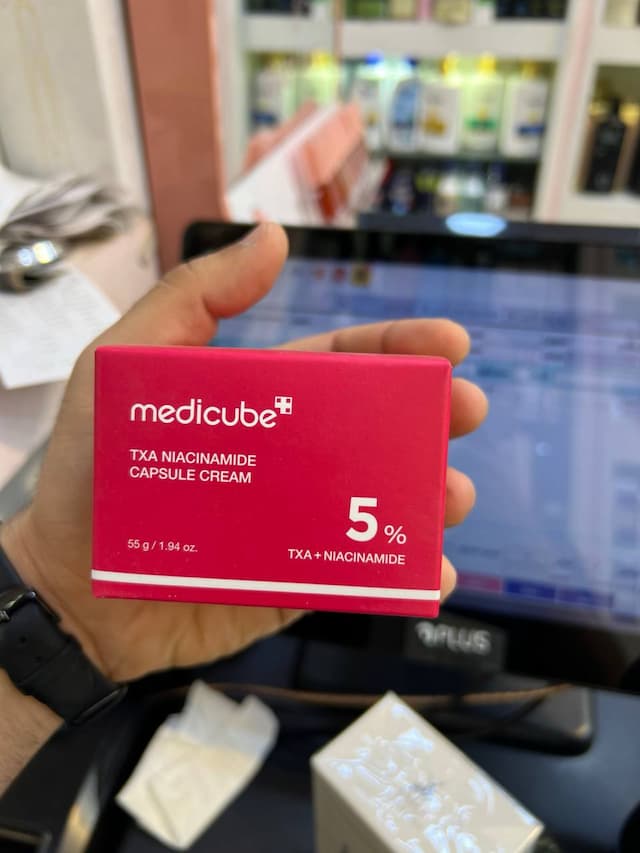 medicube
TXA NIACINAMIDE
CAPSULE CREAM
5%
55 g / 1.94 oz.
TXA + NIACINAMIDE
PLUS